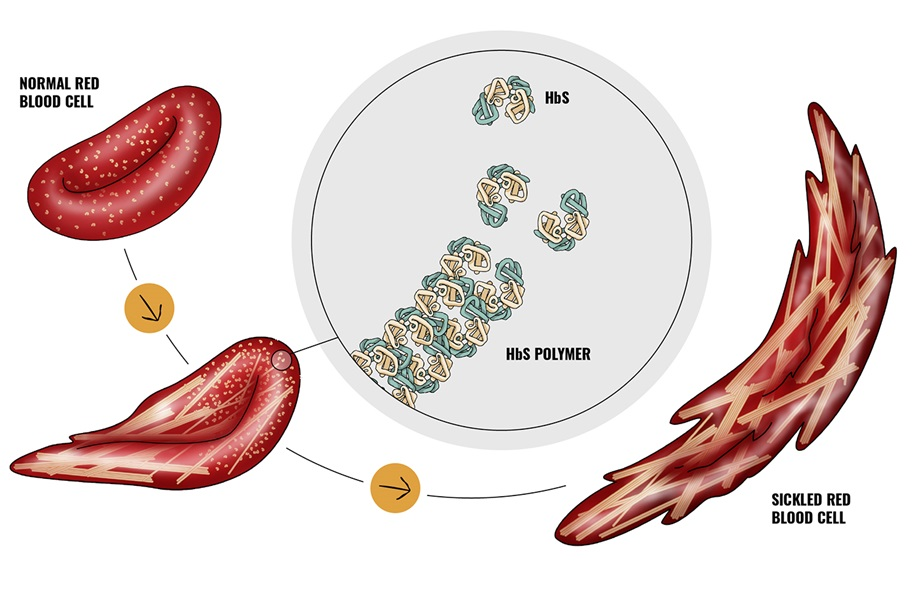 NORMAL RED
BLOOD CELL
HbS
HbS POLYMER
SICKLED RED
BLOOD CELL